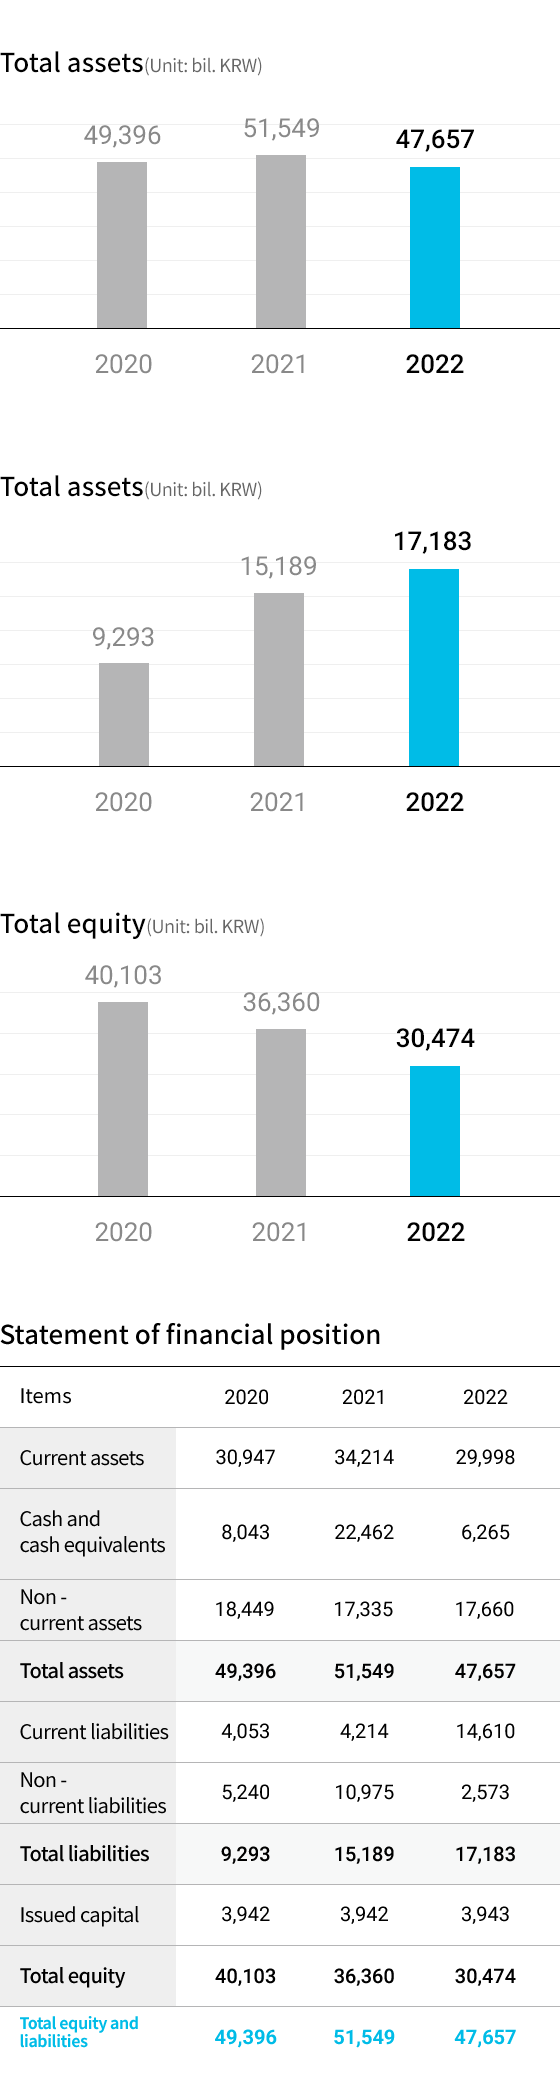 Total assets(Unit: bil. KRW)
49,396 51,549 47,657
2020 2021 2022
Total assets(Unit: bil. KRW)
9,293 15,189 17,183
2020 2021 2022
Total equity(Unit: bil. KRW)
40,103 36,360 30,474
2020 2021 2022
Statement of financial position
Items 2020 2021 2022
Current assets 30,947 34,214 29,998
Cash and
cash equivalents 8,043 22,462 6,265
Non -
current assets 18,449 17,335 17,660
Total assets 49,396 51,549 47,657
Current liabilities 4,053 4,214 14,610
Non -
current liabilities 5,240 10,975 2,573
Total liabilities 9,293 15,189 17,183
Issued capital 3,942 3,942 3,943
Total equity 40,103 36,360 30,474
Total equity and
liabilities 49,396 51,549 47,657